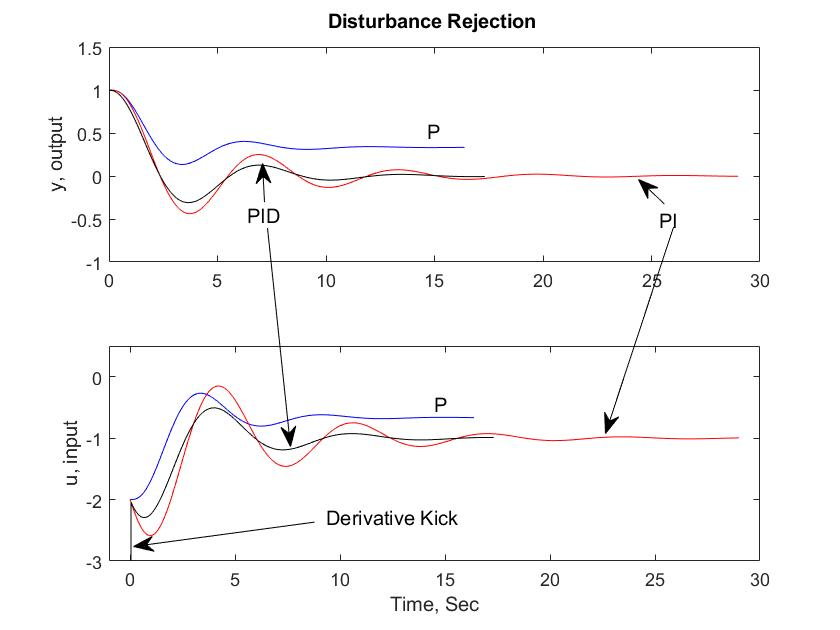 Disturbance Rejection
1.5
1
0.5
0
-0.5
-1
y, output
P
PID
PI
0 5 10 15 20 25 30
0
-1
-2
-3
u, input
P
Derivative Kick
0 5 10 15 20 25 30
Time, Sec